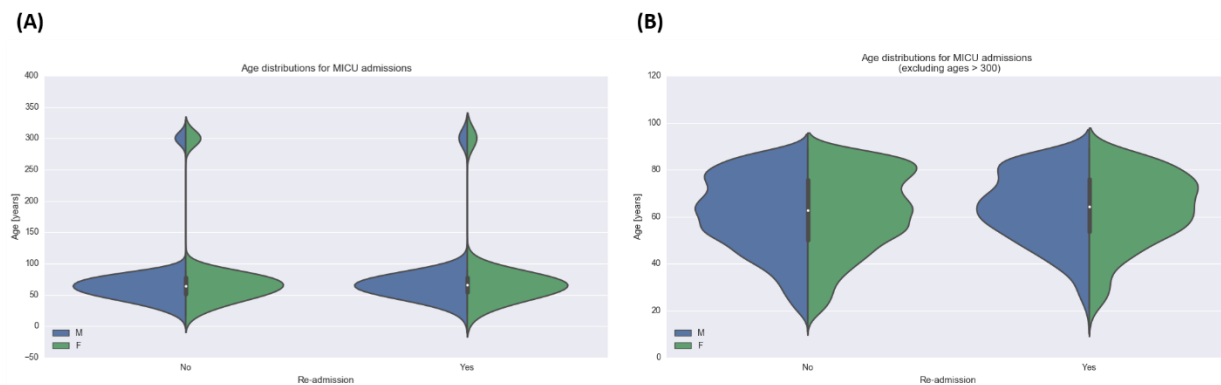 (A)
Age distributions for MICU admissions
400
350
300
250
200
150
100
50
0
−50
Age [years]
M
F
No
Yes
Re-admission
(B)
Age distributions for MICU admissions
(excluding ages > 300)
120
100
80
60
40
20
0
Age [years]
M
F
No
Yes
Re-admission